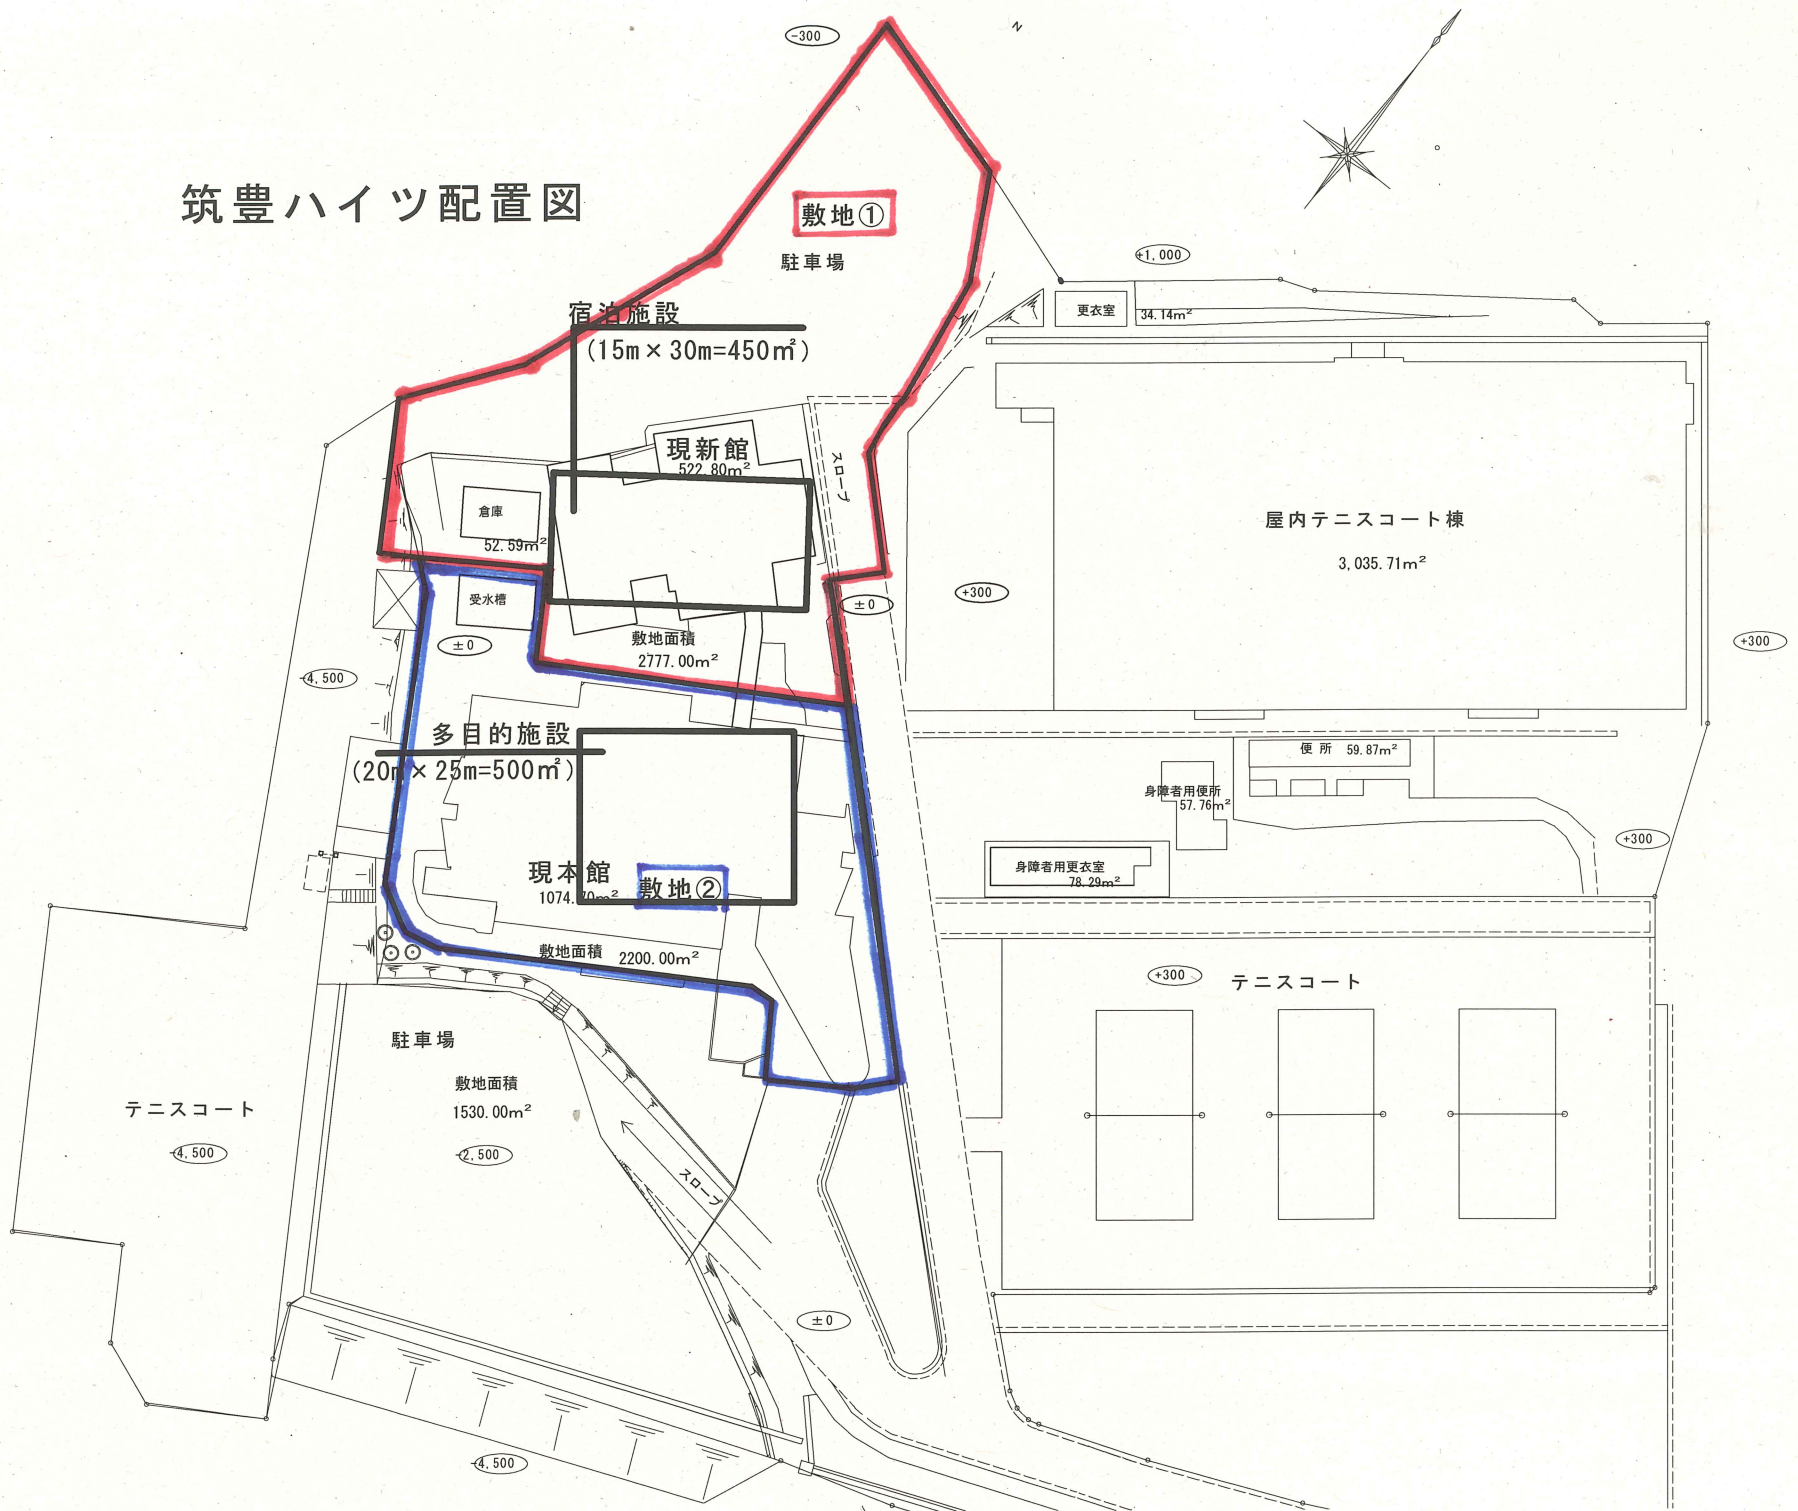 -300
N
筑豊ハイツ配置図
敷地①
駐車場
+1,000
更衣室
34.14m²
宿泊施設
(15m×30m=450㎡)
現新館
522.80m²
スロープ
倉庫
52.59m²
屋内テニスコート棟
3,035.71m²
受水槽
±0
+300
±0
敷地面積
2777.00m²
+300
-4,500
多目的施設
(20m×25m=500㎡)
便所 59.87m²
身障者用便所
57.76m²
+300
身障者用更衣室
78.29m²
現本館
1074.70m²
敷地②
敷地面積 2200.00m²
+300
テニスコート
駐車場
敷地面積
1530.00m²
テニスコート
-4,500
-2,500
スロープ
±0
-4,500